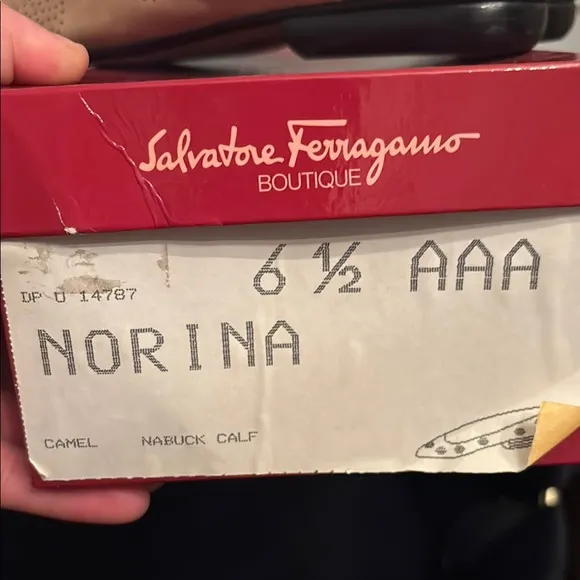 Salvatore Ferragamo
BOUTIQUE
6 ½ AAA
DP U 14787
NORINA
CAMEL NABUCK CALF